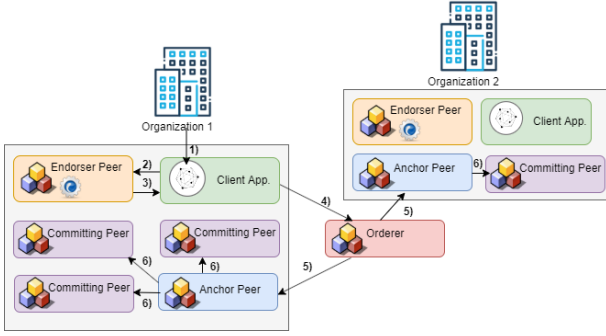 Organization 2
Organization 1
Endorser Peer
Client App.
Anchor Peer
6)
Committing Peer
1)
Endorser Peer
2)
3)
Client App.
4)
5)
Orderer
Committing Peer
Committing Peer
6)
6)
5)
Committing Peer
6)
Anchor Peer